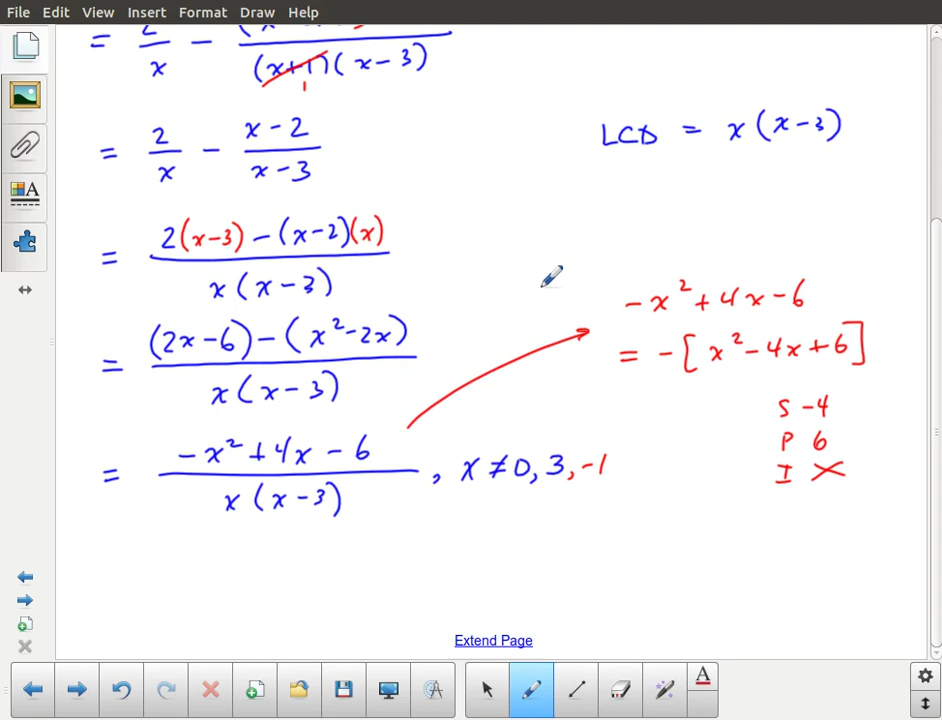 File Edit View Insert Format Draw Help
= 2/x - / (x+1)(x-3)
1
= 2/x - (x-2)/(x-3)
LCD = x(x-3)
= 2(x-3) - (x-2)(x) / x(x-3)
= (2x-6) - (x²-2x) / x(x-3)
= -x²+4x-6 / x(x-3) , x ≠ 0, 3, -1
-x²+4x-6
= -[x²-4x+6]
S -4
P 6
I ×
Extend Page
A
A